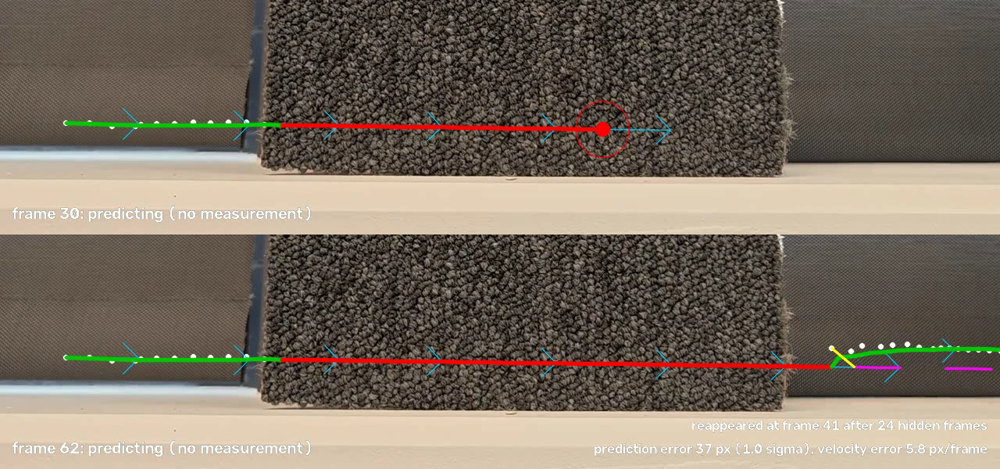 frame 30: predicting (no measurement)
reappeared at frame 41 after 24 hidden frames
frame 62: predicting (no measurement)
prediction error 37 px (1.0 sigma), velocity error 5.8 px/frame